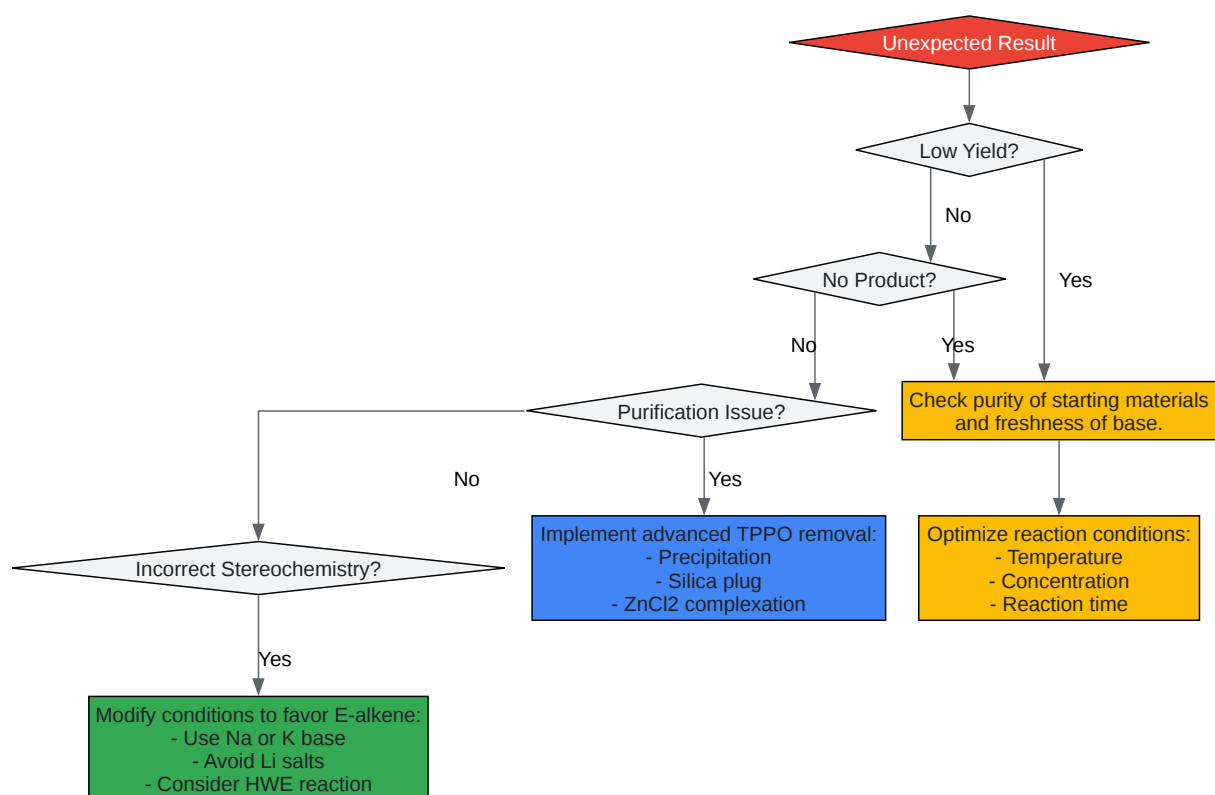 Unexpected Result
Low Yield?
No
Yes
No Product?
No
Yes
Purification Issue?
Check purity of starting materials
and freshness of base.
No
Yes
Incorrect Stereochemistry?
Implement advanced TPPO removal:
- Precipitation
- Silica plug
- ZnCl2 complexation
Optimize reaction conditions:
- Temperature
- Concentration
- Reaction time
Yes
Modify conditions to favor E-alkene:
- Use Na or K base
- Avoid Li salts
- Consider HWE reaction